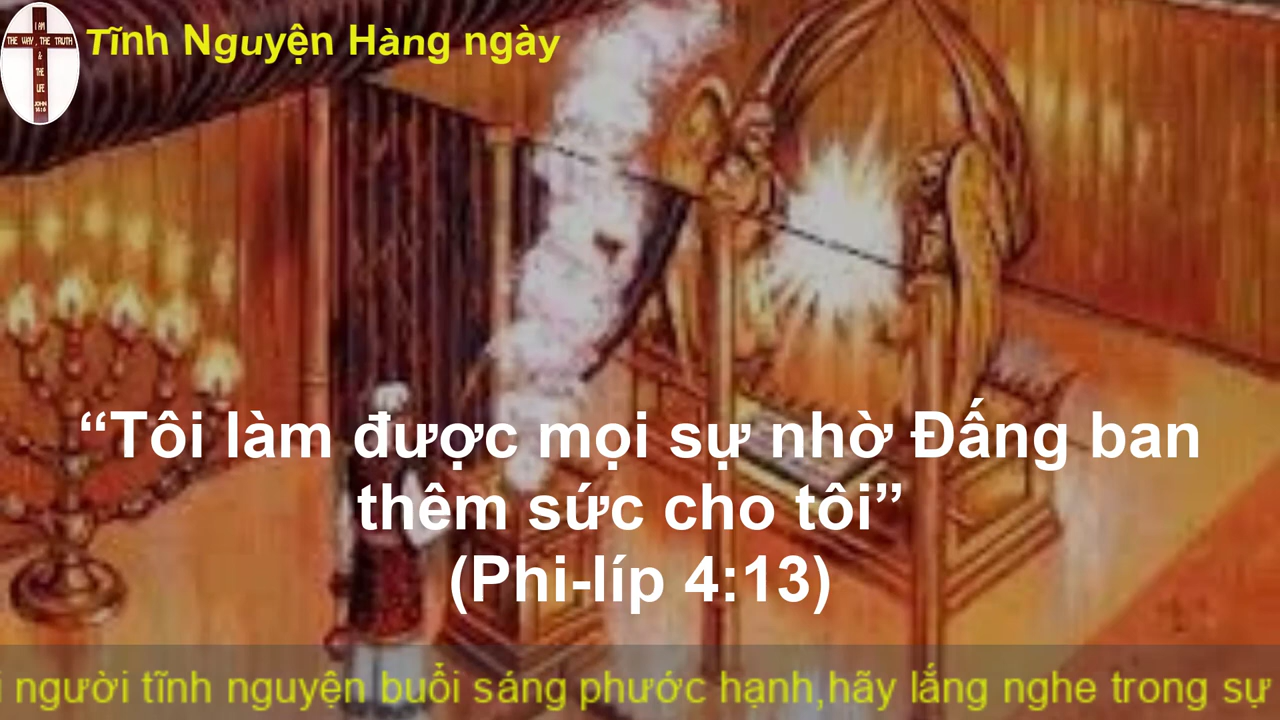 I AM
THE WAY, THE TRUTH
&
THE
LIFE
JOHN
Tĩnh Nguyện Hàng ngày
“Tôi làm được mọi sự nhờ Đấng ban
thêm sức cho tôi”
(Phi-líp 4:13)
i người tĩnh nguyện buổi sáng phước hạnh,hãy lắng nghe trong sự